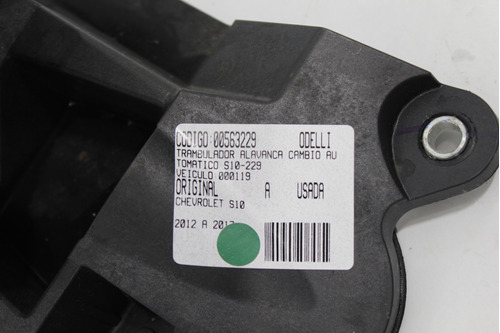 CODIGO:00563229 ODELLI
TRAMBULADOR ALAVANCA CAMBIO AU
TOMATICO S10-229
VEICULO 000119
ORIGINAL A USADA
CHEVROLET S10
2012 A 2017